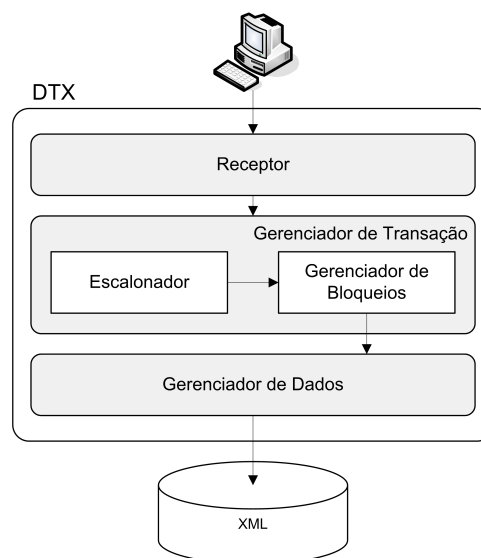 DTX
Receptor
Gerenciador de Transação
Escalonador
Gerenciador de
Bloqueios
Gerenciador de Dados
XML